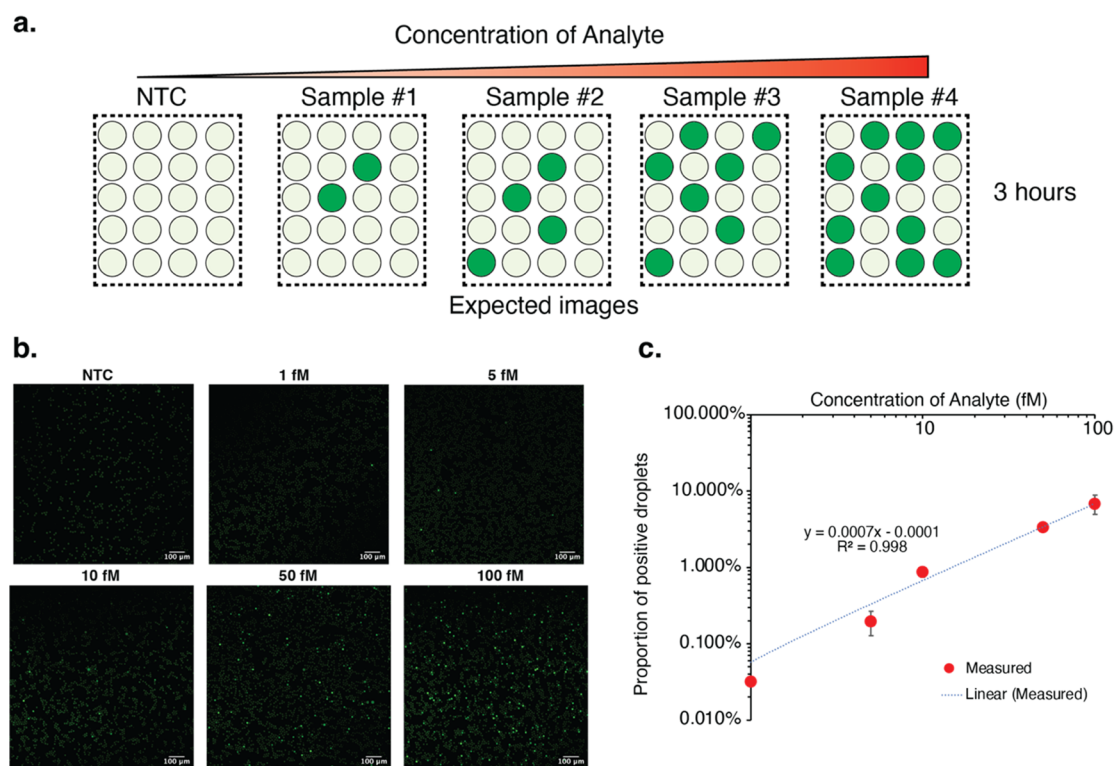 a.
Concentration of Analyte
NTC Sample #1 Sample #2 Sample #3 Sample #4
3 hours
Expected images
b.
NTC 1 fM 5 fM
100 µm 100 µm 100 µm
10 fM 50 fM 100 fM
100 µm 100 µm 100 µm
c.
Concentration of Analyte (fM)
100.000%
10 100
10.000%
y = 0.0007x - 0.0001
R² = 0.998
1.000%
0.100%
0.010%
Proportion of positive droplets
Measured
Linear (Measured)